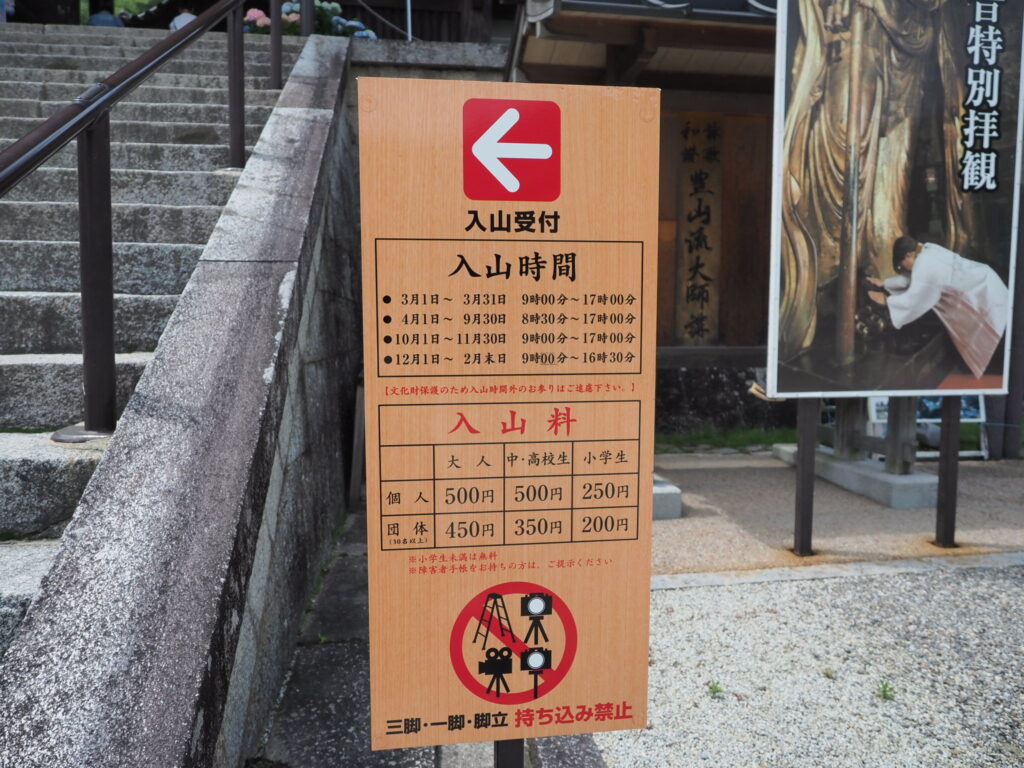 入山受付
入山時間
● 3月1日～ 3月31日 9時00分～17時00分
● 4月1日～ 9月30日 8時30分～17時00分
●10月1日～11月30日 9時00分～17時00分
●12月1日～ 2月末日 9時00分～16時30分
【文化財保護のため入山時間外のお参りはご遠慮下さい。】
入山料
大人 中・高校生 小学生
個人 500円 500円 250円
団体 450円 350円 200円
(30名以上)
※小学生未満は無料
※障害者手帳をお持ちの方は、ご提示ください
三脚・一脚・脚立 持ち込み禁止
詠歌
和讃
豊山流大師講
音特別拝観